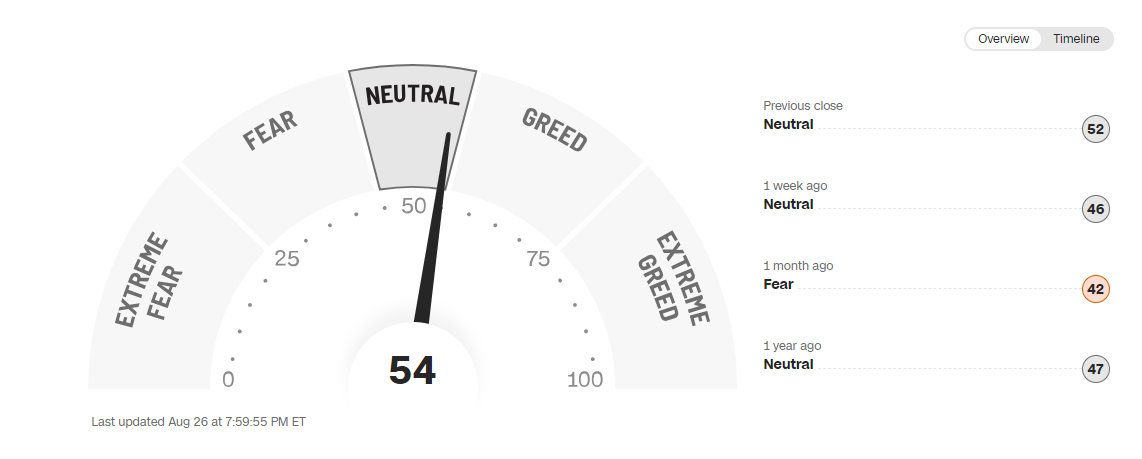 Overview
Timeline
EXTREME
FEAR
FEAR
NEUTRAL
GREED
EXTREME
GREED
0
25
50
75
100
54
Last updated Aug 26 at 7:59:55 PM ET
Previous close
Neutral 52
1 week ago
Neutral 46
1 month ago
Fear 42
1 year ago
Neutral 47